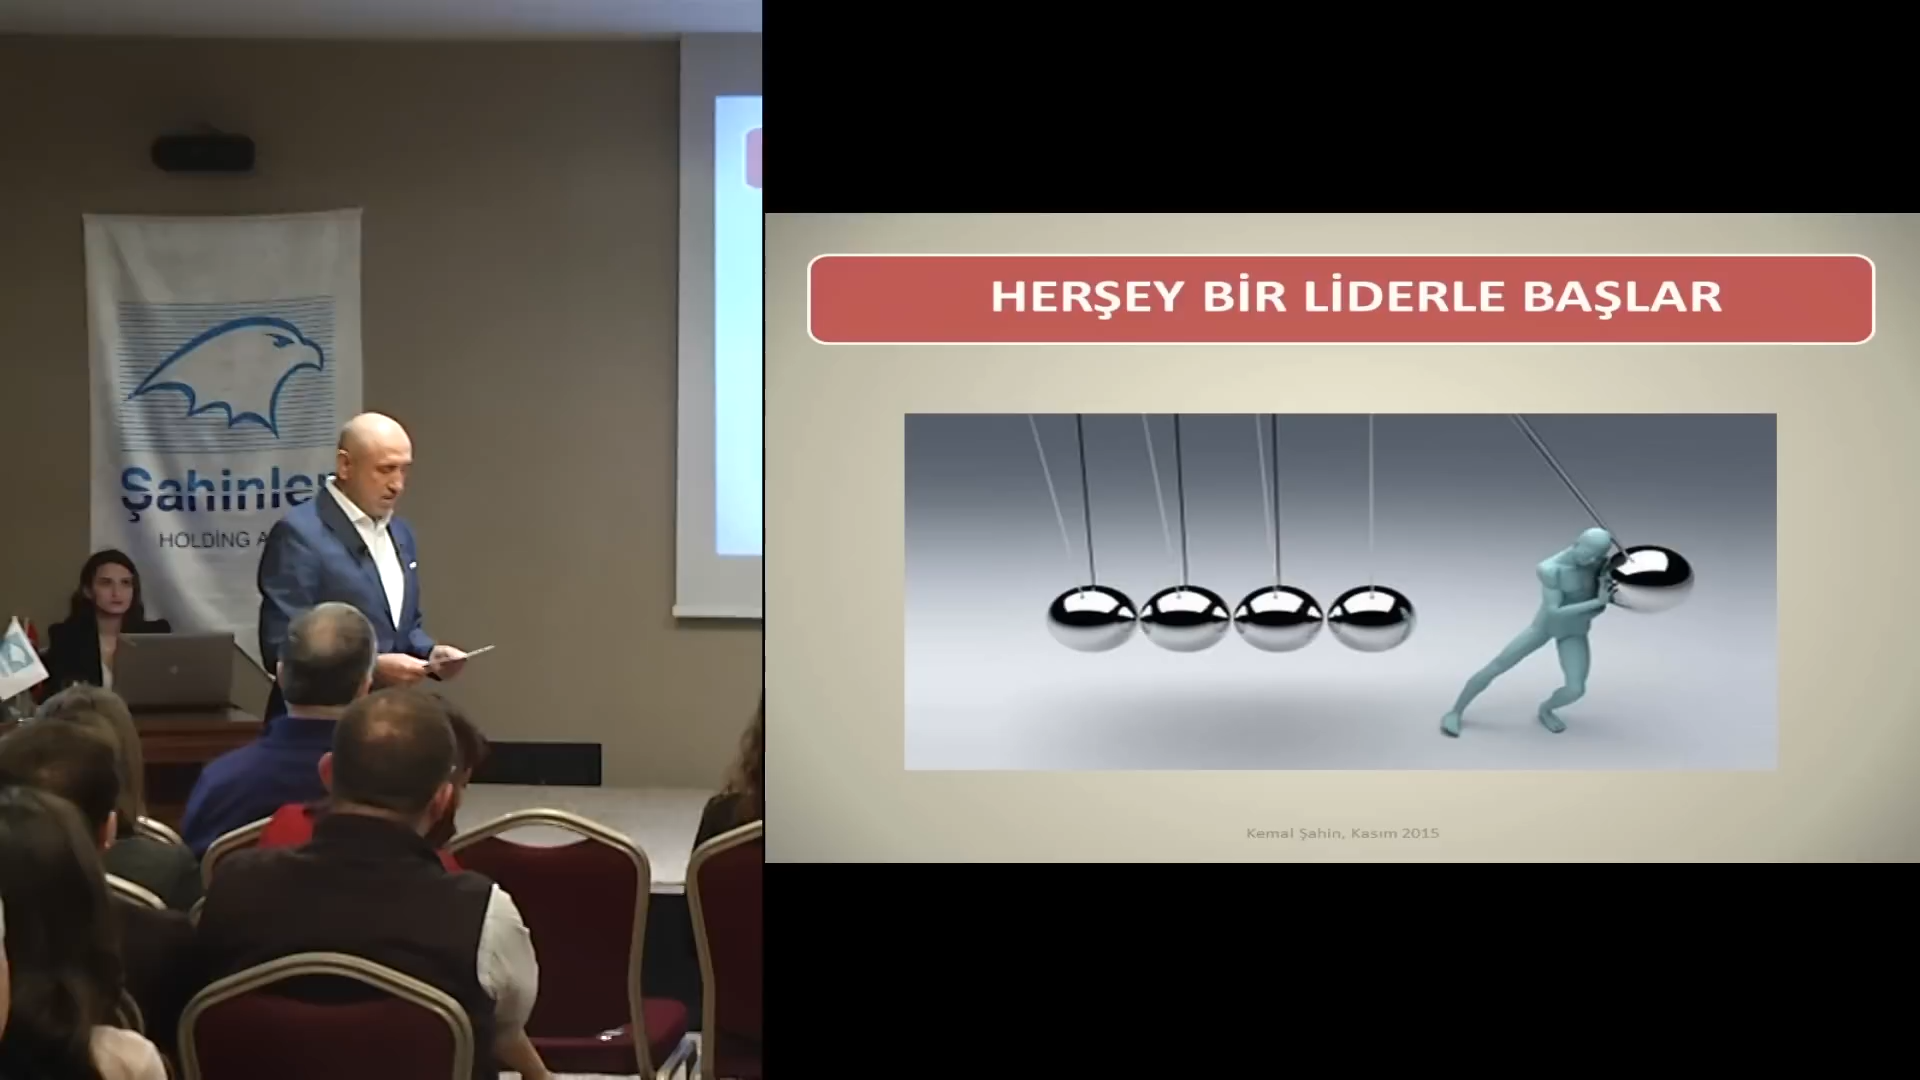 Şahinler
HOLDİNG A
HERŞEY BİR LİDERLE BAŞLAR
Kemal Şahin, Kasım 2015